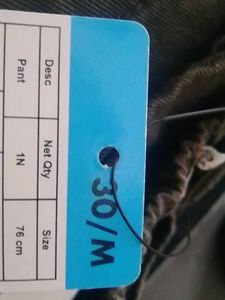 30/M
Desc Net Qty Size
Pant 1N 76 cm